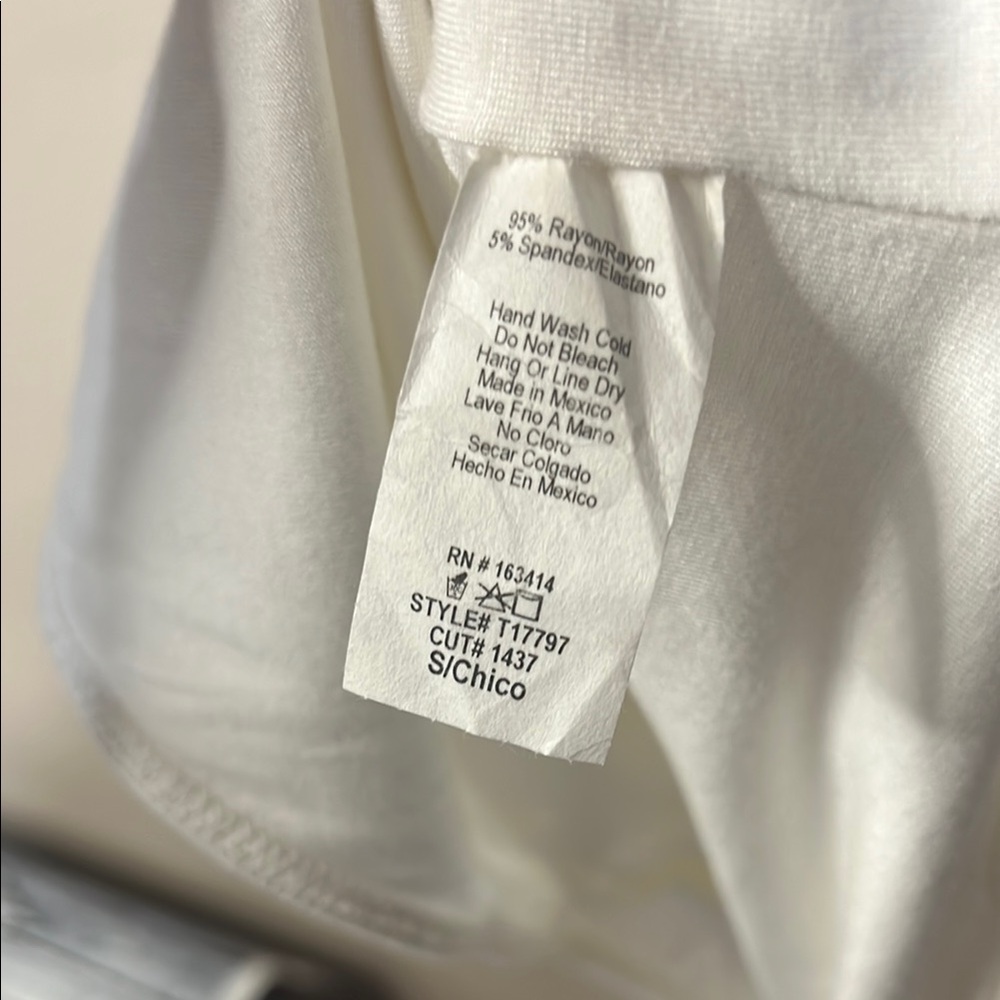 95% Rayon/Rayon
5% Spandex/Elastano
Hand Wash Cold
Do Not Bleach
Hang Or Line Dry
Made in Mexico
Lave Frio A Mano
No Cloro
Secar Colgado
Hecho En Mexico
RN # 163414
STYLE# T17797
CUT# 1437
S/Chico